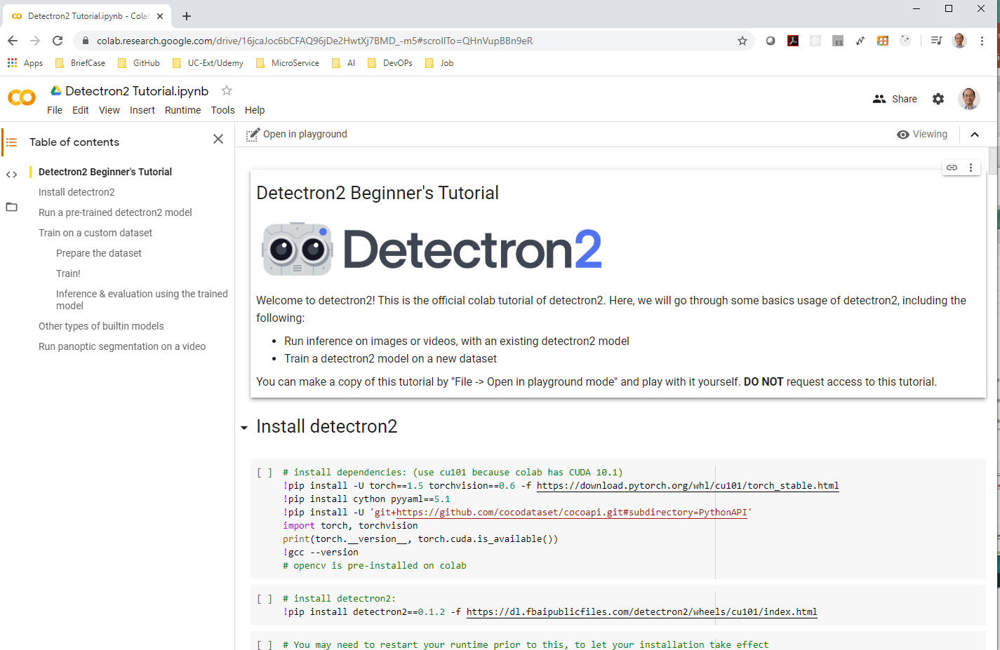 Detectron2 Tutorial.ipynb - Colab
colab.research.google.com/drive/16jcaJoc6bCFAQ96jDe2HwtXj7BMD_-m5#scrollTo=QHnVupBBn9eR
Apps BriefCase GitHub UC-Ext/Udemy MicroService AI DevOPs Job
Detectron2 Tutorial.ipynb
File Edit View Insert Runtime Tools Help
Share
Table of contents
Detectron2 Beginner's Tutorial
Install detectron2
Run a pre-trained detectron2 model
Train on a custom dataset
Prepare the dataset
Train!
Inference & evaluation using the trained
model
Other types of builtin models
Run panoptic segmentation on a video
Open in playground
Viewing
Detectron2 Beginner's Tutorial
Detectron2
Welcome to detectron2! This is the official colab tutorial of detectron2. Here, we will go through some basics usage of detectron2, including the
following:
• Run inference on images or videos, with an existing detectron2 model
• Train a detectron2 model on a new dataset
You can make a copy of this tutorial by "File -> Open in playground mode" and play with it yourself. DO NOT request access to this tutorial.
Install detectron2
[ ] # install dependencies: (use cu101 because colab has CUDA 10.1)
!pip install -U torch==1.5 torchvision==0.6 -f https://download.pytorch.org/whl/cu101/torch_stable.html
!pip install cython pyyaml==5.1
!pip install -U 'git+https://github.com/cocodataset/cocoapi.git#subdirectory=PythonAPI'
import torch, torchvision
print(torch.__version__, torch.cuda.is_available())
!gcc --version
# opencv is pre-installed on colab
[ ] # install detectron2:
!pip install detectron2==0.1.2 -f https://dl.fbaipublicfiles.com/detectron2/wheels/cu101/index.html
[ ] # You may need to restart your runtime prior to this, to let your installation take effect